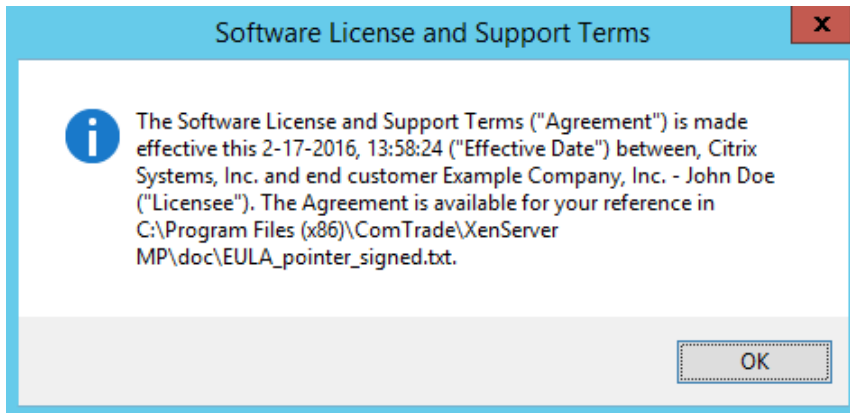 Software License and Support Terms
x
The Software License and Support Terms ("Agreement") is made
effective this 2-17-2016, 13:58:24 ("Effective Date") between, Citrix
Systems, Inc. and end customer Example Company, Inc. - John Doe
("Licensee"). The Agreement is available for your reference in
C:\Program Files (x86)\ComTrade\XenServer
MP\doc\EULA_pointer_signed.txt.
OK